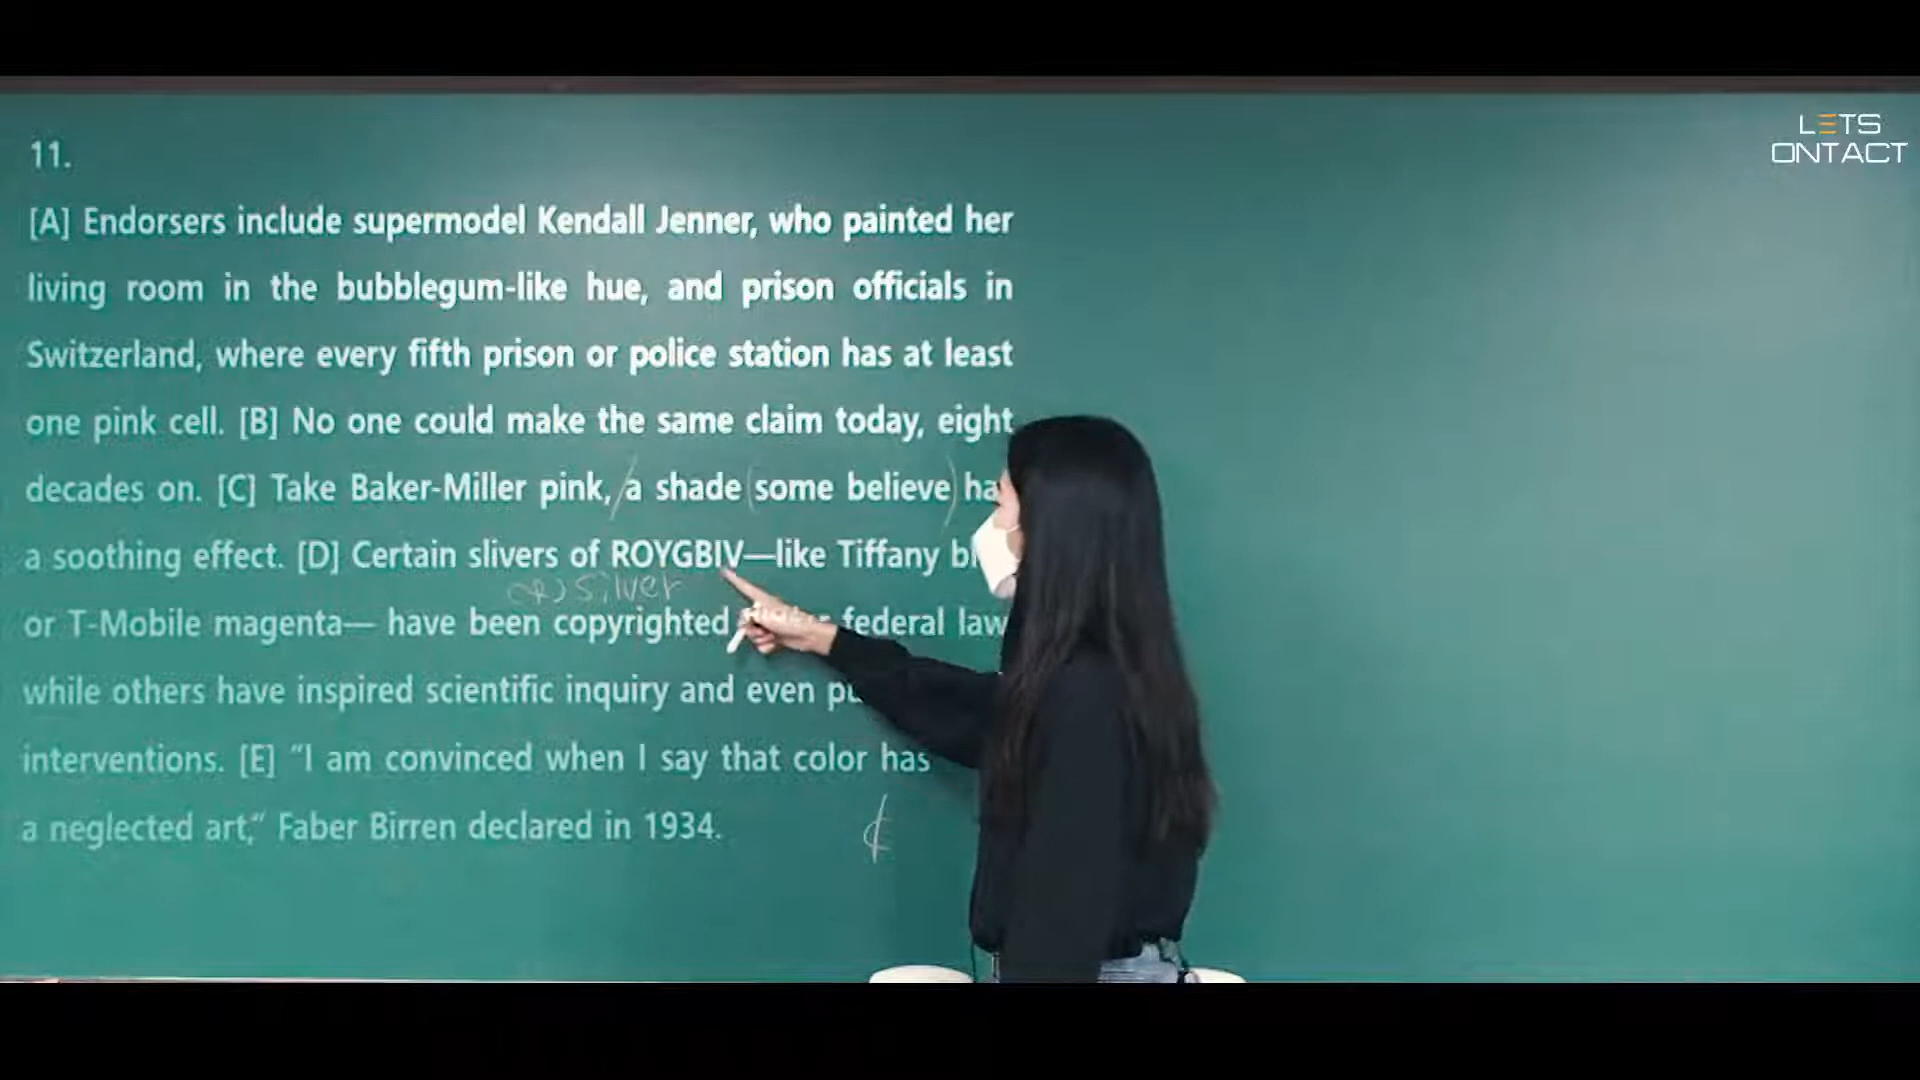 LETS
ONTACT
11.
[A] Endorsers include supermodel Kendall Jenner, who painted her
living room in the bubblegum-like hue, and prison officials in
Switzerland, where every fifth prison or police station has at least
one pink cell. [B] No one could make the same claim today, eight
decades on. [C] Take Baker-Miller pink, a shade (some believe)
a soothing effect. [D] Certain slivers of ROYGBIV—like Tiffany
silver
or T-Mobile magenta— have been copyrighted federal law
while others have inspired scientific inquiry and even
interventions. [E] “I am convinced when I say that color has
a neglected art,” Faber Birren declared in 1934.